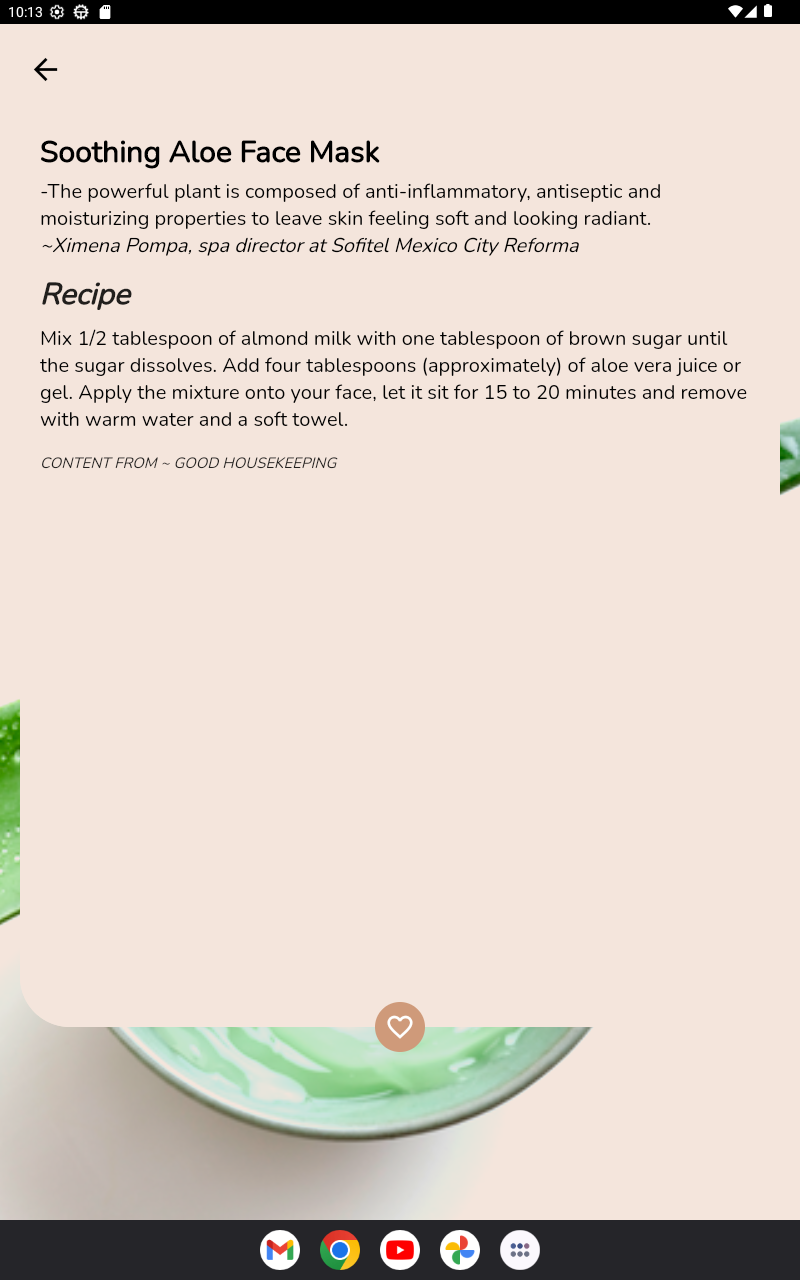 10:13
Soothing Aloe Face Mask
-The powerful plant is composed of anti-inflammatory, antiseptic and
moisturizing properties to leave skin feeling soft and looking radiant.
~Ximena Pompa, spa director at Sofitel Mexico City Reforma
Recipe
Mix 1/2 tablespoon of almond milk with one tablespoon of brown sugar until
the sugar dissolves. Add four tablespoons (approximately) of aloe vera juice or
gel. Apply the mixture onto your face, let it sit for 15 to 20 minutes and remove
with warm water and a soft towel.
CONTENT FROM ~ GOOD HOUSEKEEPING